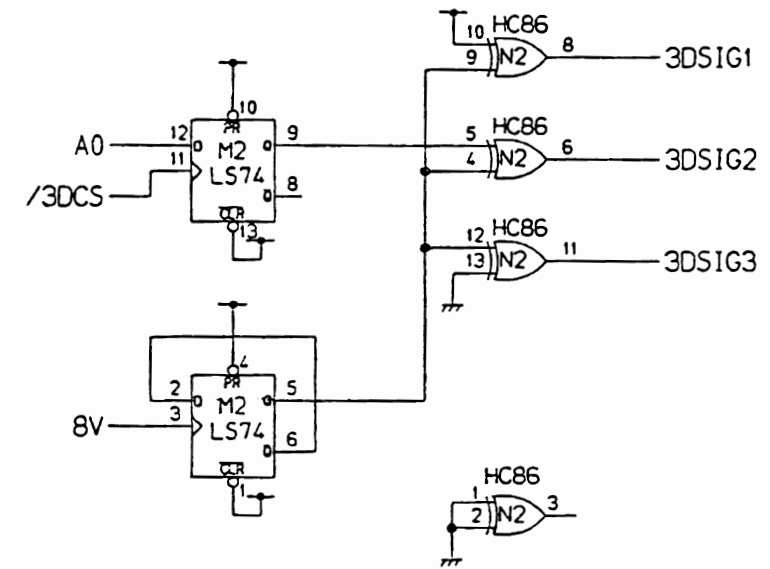 HC86
10
9
N2
8
3DSIG1
10
PR
A0
12
D
M2
Q
9
11
LS74
/3DCS
Q
8
CLR
13
HC86
5
4
N2
6
3DSIG2
HC86
12
13
N2
11
3DSIG3
4
PR
2
D
M2
Q
5
8V
3
LS74
Q
6
CLR
1
HC86
1
2
N2
3